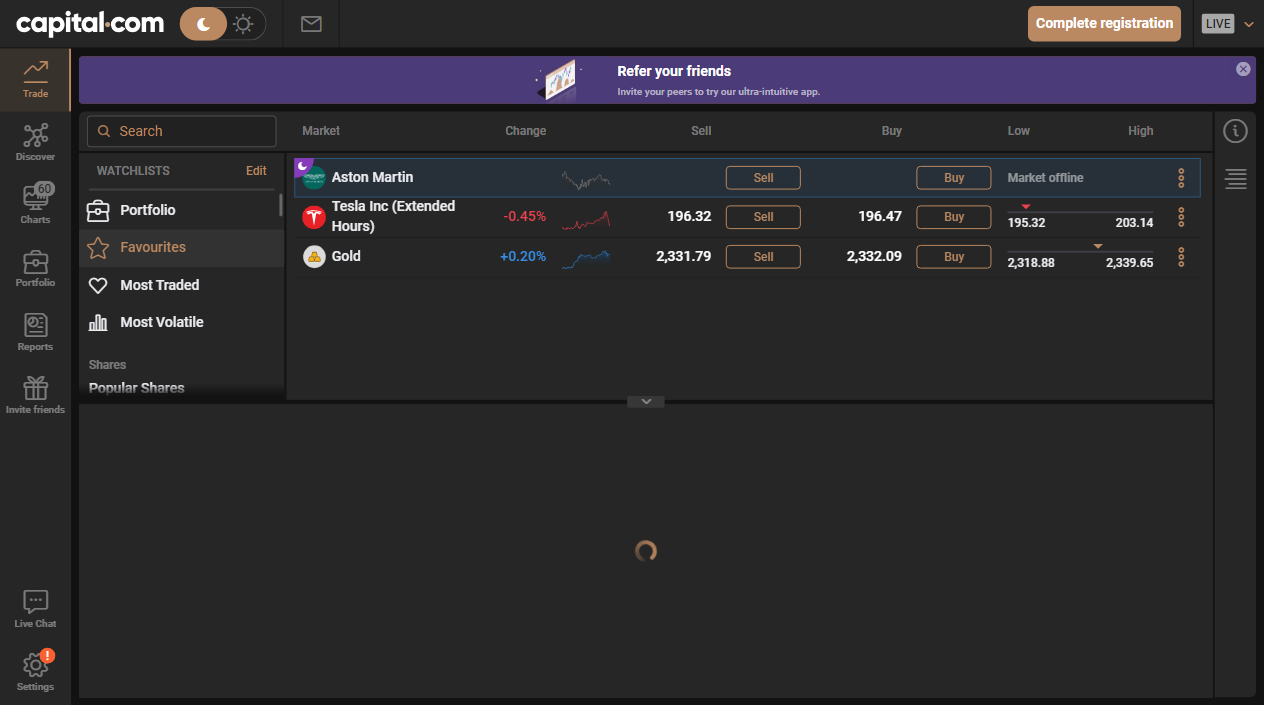 capital.com
Complete registration
LIVE
Trade
Refer your friends
Invite your peers to try our ultra-intuitive app.
Search
Market Change Sell Buy Low High
Discover
WATCHLISTS Edit
Aston Martin Sell Buy Market offline
60
Charts
Portfolio
Tesla Inc (Extended Hours) -0.45% 196.32 Sell 196.47 Buy 195.32 203.14
Favourites
Gold +0.20% 2,331.79 Sell 2,332.09 Buy 2,318.88 2,339.65
Portfolio
Most Traded
Most Volatile
Reports
Shares
Popular Shares
Invite friends
Live Chat
Settings